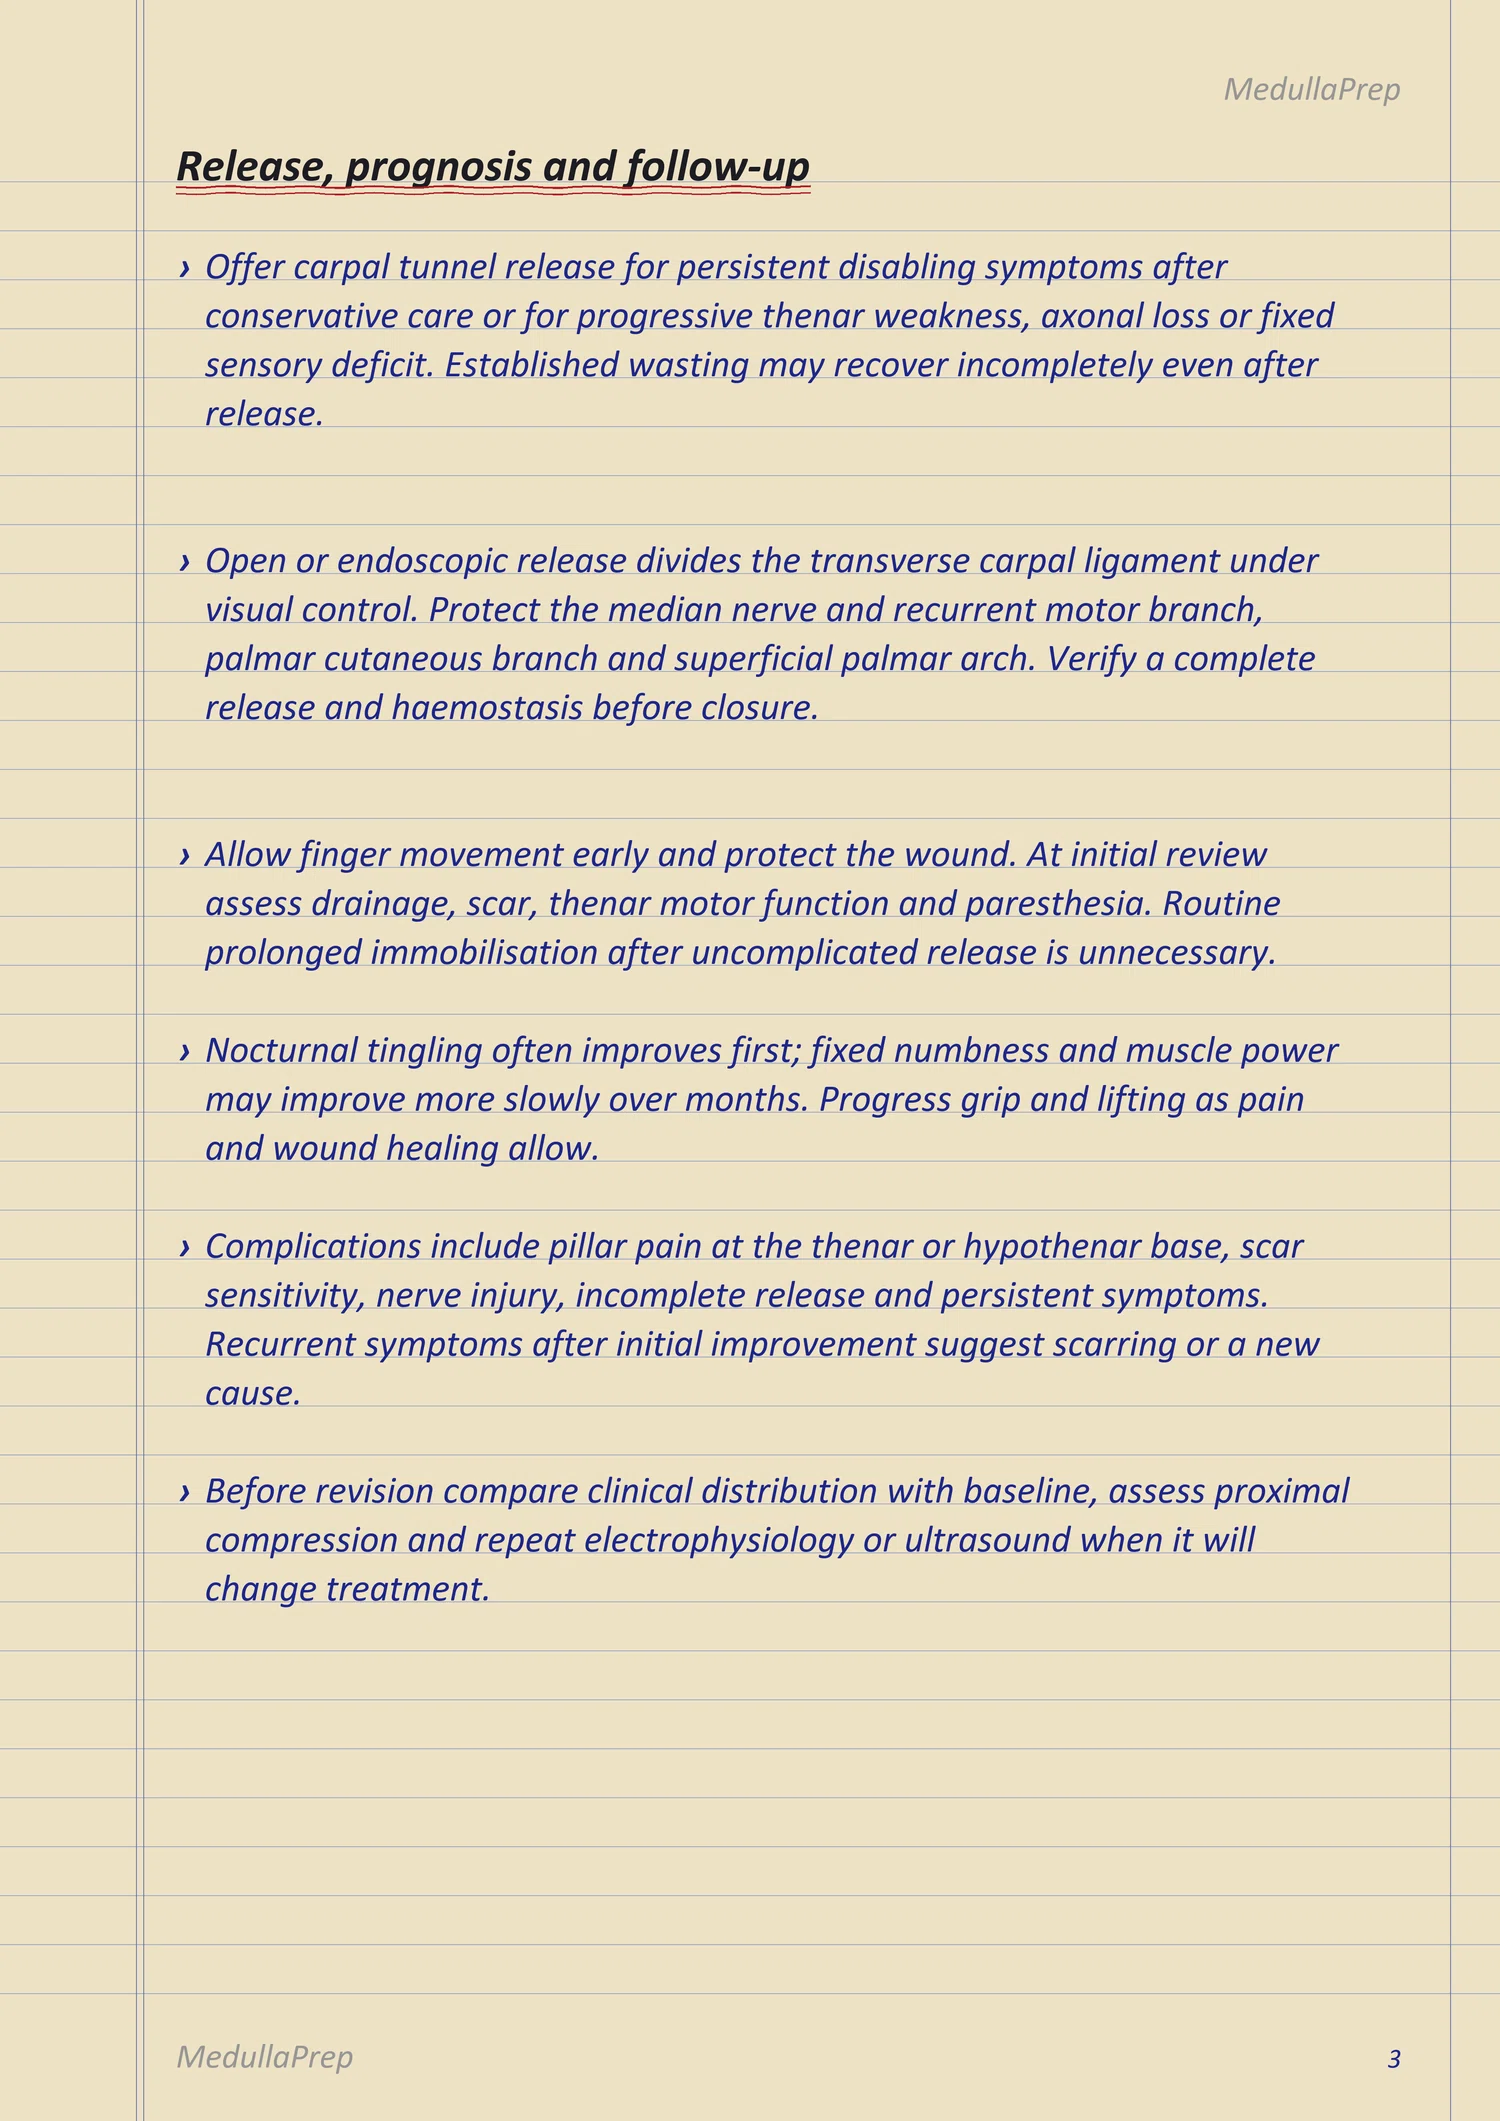 MedullaPrep
Release, prognosis and follow-up
› Offer carpal tunnel release for persistent disabling symptoms after
conservative care or for progressive thenar weakness, axonal loss or fixed
sensory deficit. Established wasting may recover incompletely even after
release.
› Open or endoscopic release divides the transverse carpal ligament under
visual control. Protect the median nerve and recurrent motor branch,
palmar cutaneous branch and superficial palmar arch. Verify a complete
release and haemostasis before closure.
› Allow finger movement early and protect the wound. At initial review
assess drainage, scar, thenar motor function and paresthesia. Routine
prolonged immobilisation after uncomplicated release is unnecessary.
› Nocturnal tingling often improves first; fixed numbness and muscle power
may improve more slowly over months. Progress grip and lifting as pain
and wound healing allow.
› Complications include pillar pain at the thenar or hypothenar base, scar
sensitivity, nerve injury, incomplete release and persistent symptoms.
Recurrent symptoms after initial improvement suggest scarring or a new
cause.
› Before revision compare clinical distribution with baseline, assess proximal
compression and repeat electrophysiology or ultrasound when it will
change treatment.
MedullaPrep
3